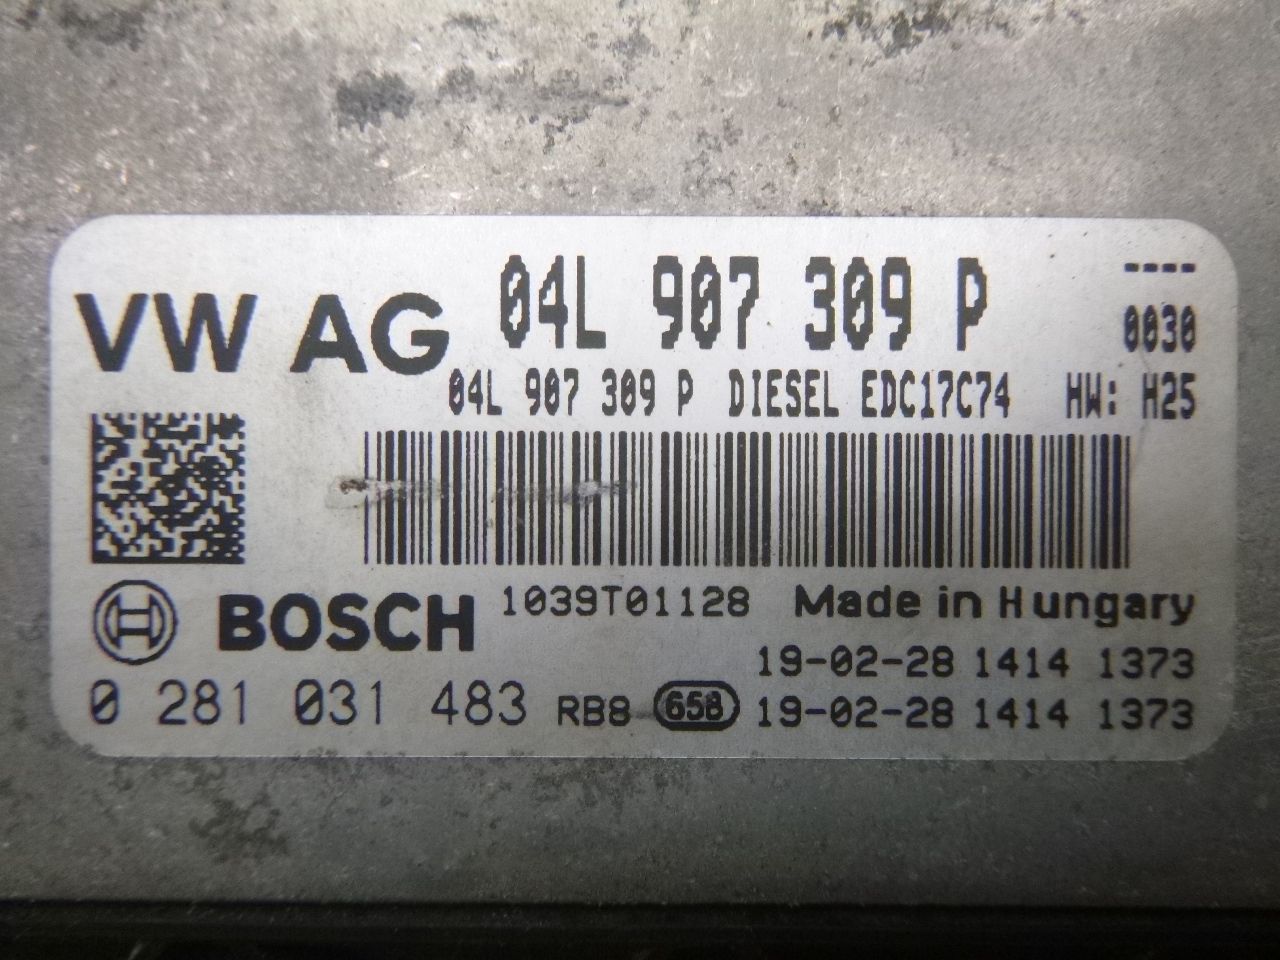 VW AG 04L 907 309 P ----
0030
04L 907 309 P DIESEL EDC17C74 HW: H25
BOSCH 1039T01128 Made in Hungary
19-02-28 1414 1373
0 281 031 483 RB8 658 19-02-28 1414 1373